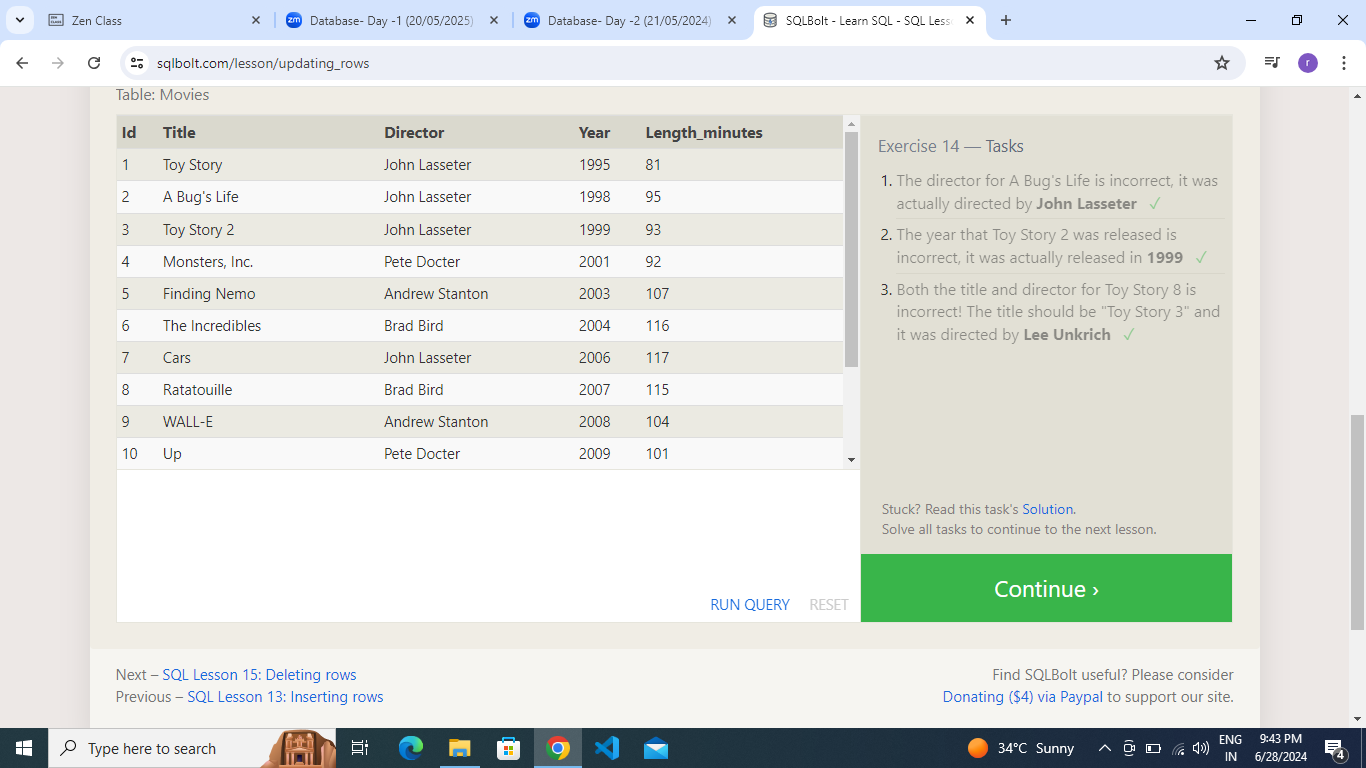 Zen Class
Database- Day -1 (20/05/2025)
Database- Day -2 (21/05/2024)
SQLBolt - Learn SQL - SQL Less
sqlbolt.com/lesson/updating_rows
r
Table: Movies
Id Title Director Year Length_minutes
1 Toy Story John Lasseter 1995 81
2 A Bug's Life John Lasseter 1998 95
3 Toy Story 2 John Lasseter 1999 93
4 Monsters, Inc. Pete Docter 2001 92
5 Finding Nemo Andrew Stanton 2003 107
6 The Incredibles Brad Bird 2004 116
7 Cars John Lasseter 2006 117
8 Ratatouille Brad Bird 2007 115
9 WALL-E Andrew Stanton 2008 104
10 Up Pete Docter 2009 101
RUN QUERY RESET
Exercise 14 — Tasks
1. The director for A Bug's Life is incorrect, it was
actually directed by John Lasseter ✓
2. The year that Toy Story 2 was released is
incorrect, it was actually released in 1999 ✓
3. Both the title and director for Toy Story 8 is
incorrect! The title should be "Toy Story 3" and
it was directed by Lee Unkrich ✓
Stuck? Read this task's Solution.
Solve all tasks to continue to the next lesson.
Continue ›
Next – SQL Lesson 15: Deleting rows
Previous – SQL Lesson 13: Inserting rows
Find SQLBolt useful? Please consider
Donating ($4) via Paypal to support our site.
Type here to search
34°C Sunny
ENG
IN
9:43 PM
6/28/2024
4